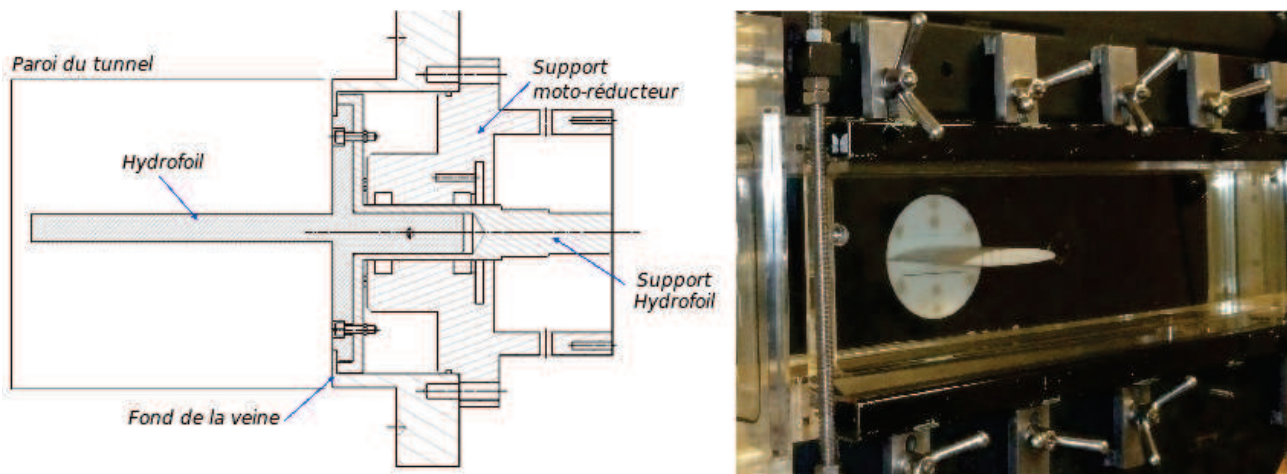 Paroi du tunnel
Support
moto-réducteur
Hydrofoil
Support
Hydrofoil
Fond de la veine